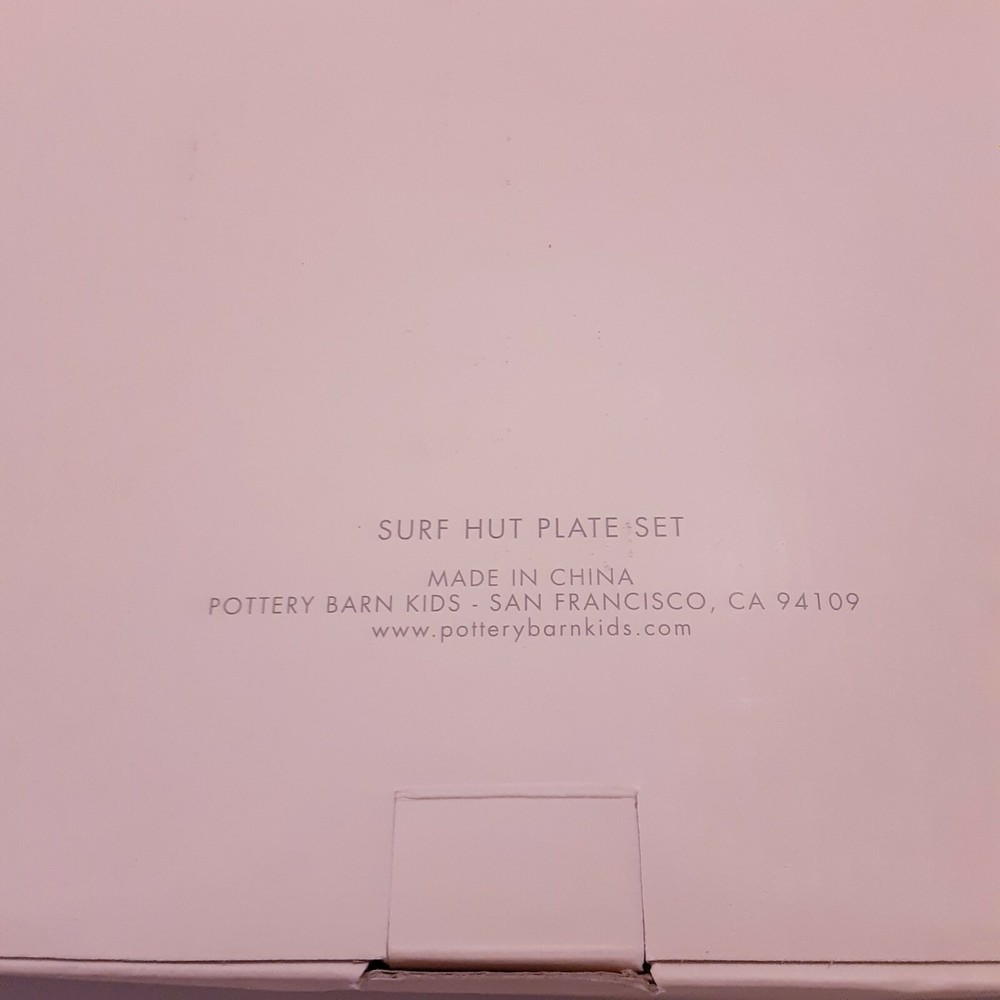 SURF HUT PLATE SET
MADE IN CHINA
POTTERY BARN KIDS - SAN FRANCISCO, CA 94109
www.potterybarnkids.com